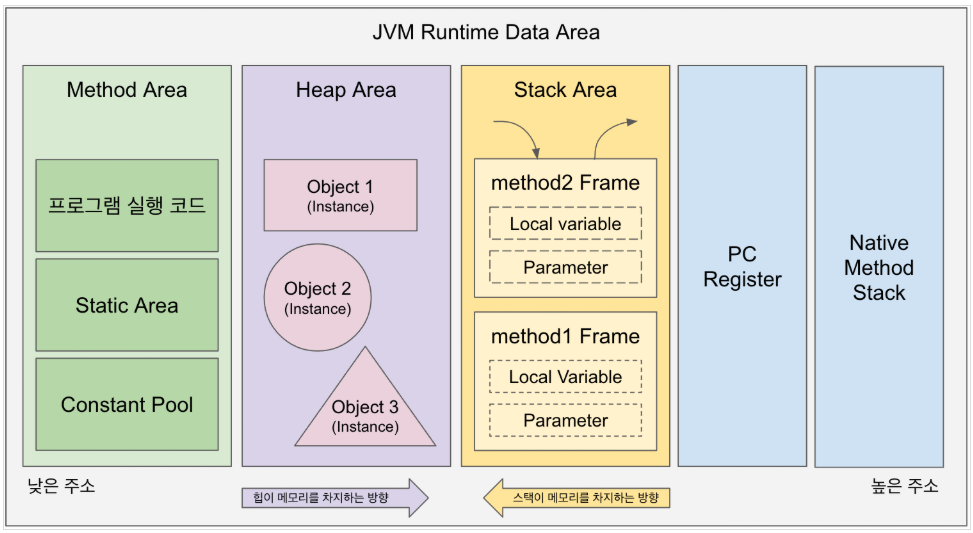 JVM Runtime Data Area
Method Area
프로그램 실행 코드
Static Area
Constant Pool
Heap Area
Object 1
(Instance)
Object 2
(Instance)
Object 3
(Instance)
Stack Area
method2 Frame
Local variable
Parameter
method1 Frame
Local Variable
Parameter
PC
Register
Native
Method
Stack
낮은 주소
힙이 메모리를 차지하는 방향
스택이 메모리를 차지하는 방향
높은 주소